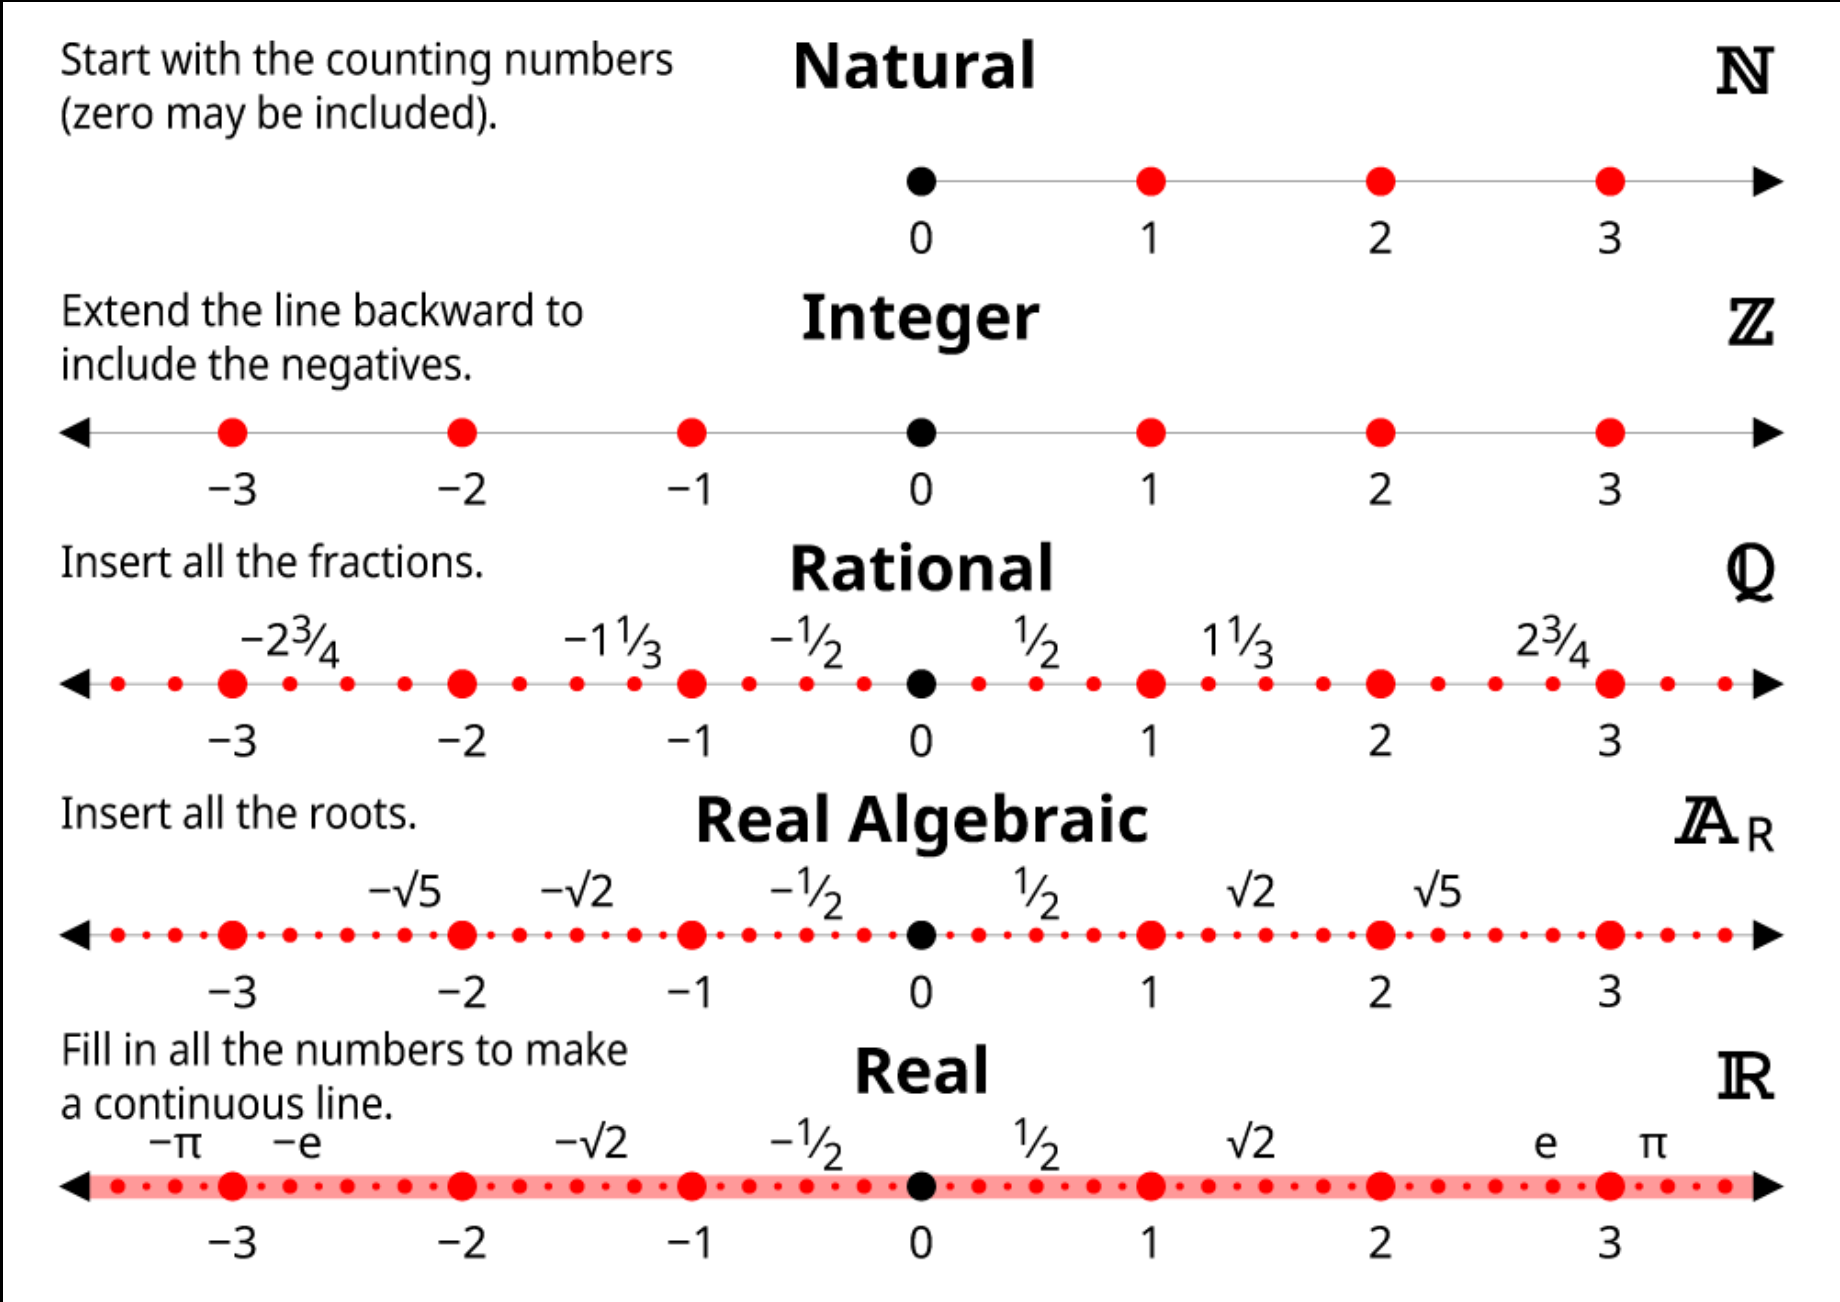 Start with the counting numbers
(zero may be included).
Natural
ℕ
0 1 2 3
Extend the line backward to
include the negatives.
Integer
ℤ
−3 −2 −1 0 1 2 3
Insert all the fractions.
Rational
ℚ
−2¾ −1⅓ −½ ½ 1⅓ 2¾
−3 −2 −1 0 1 2 3
Insert all the roots.
Real Algebraic
𝔸R
−√5 −√2 −½ ½ √2 √5
−3 −2 −1 0 1 2 3
Fill in all the numbers to make
a continuous line.
Real
ℝ
−π −e −√2 −½ ½ √2 e π
−3 −2 −1 0 1 2 3